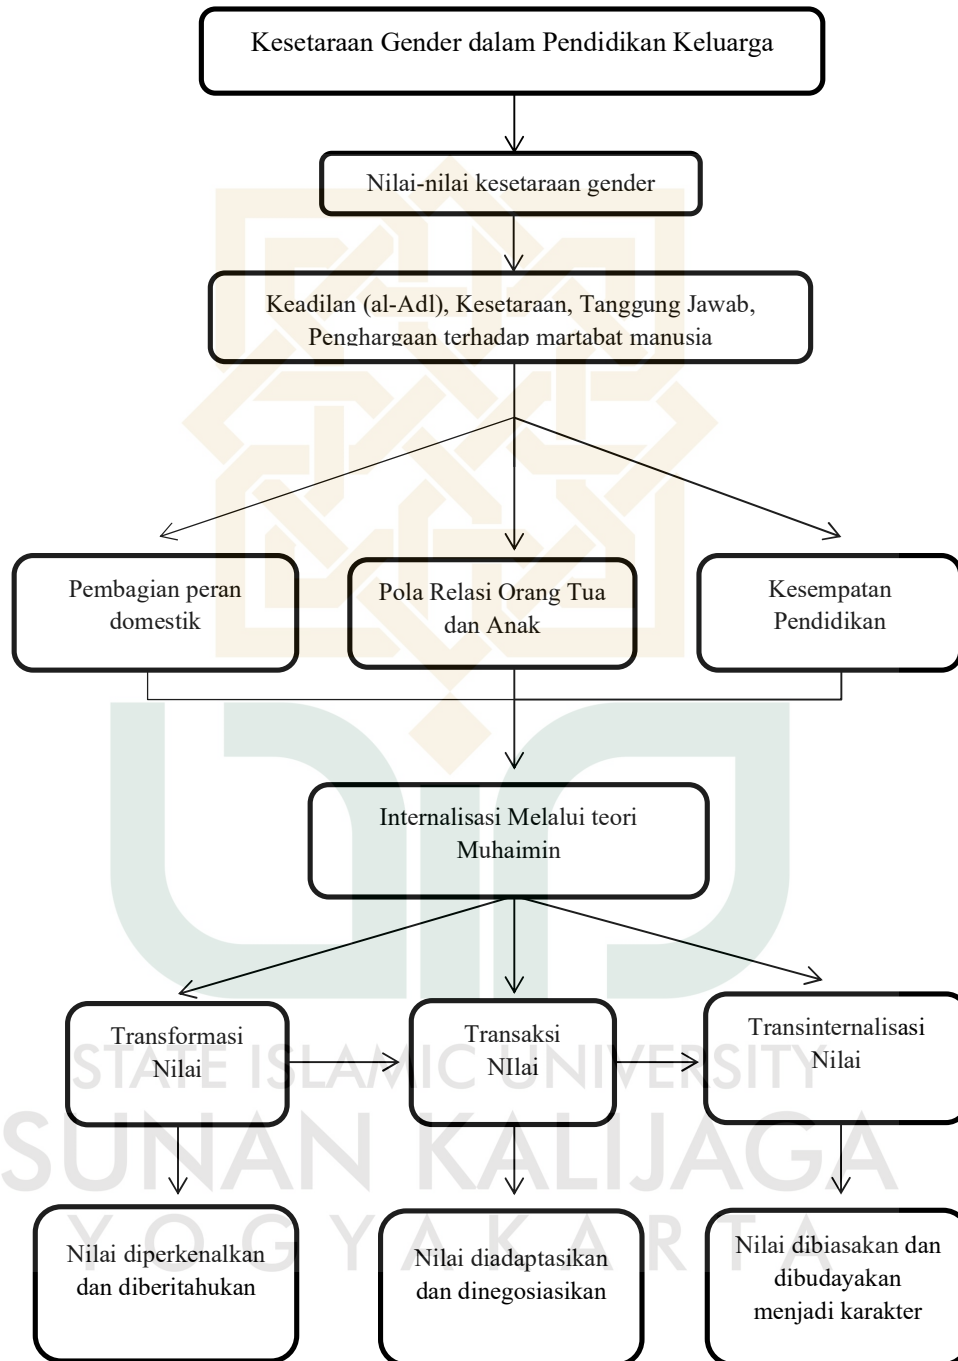 Kesetaraan Gender dalam Pendidikan Keluarga
Nilai-nilai kesetaraan gender
Keadilan (al-Adl), Kesetaraan, Tanggung Jawab,
Penghargaan terhadap martabat manusia
Pembagian peran
domestik
Pola Relasi Orang Tua
dan Anak
Kesempatan
Pendidikan
Internalisasi Melalui teori
Muhaimin
Transformasi
Nilai
Transaksi
NIlai
Transinternalisasi
Nilai
STATE ISLAMIC UNIVERSITY
SUNAN KALIJAGA
YOGYAKARTA
Nilai diperkenalkan
dan diberitahukan
Nilai diadaptasikan
dan dinegosiasikan
Nilai dibiasakan dan
dibudayakan
menjadi karakter